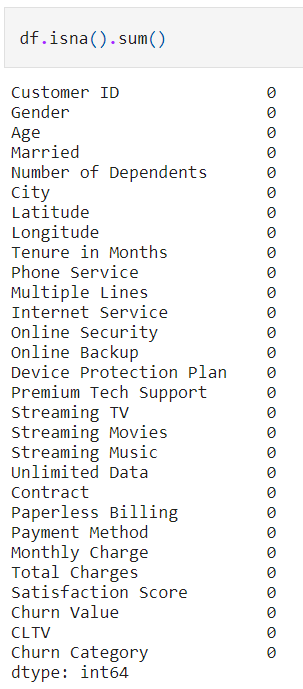 df.isna().sum()
Customer ID 0
Gender 0
Age 0
Married 0
Number of Dependents 0
City 0
Latitude 0
Longitude 0
Tenure in Months 0
Phone Service 0
Multiple Lines 0
Internet Service 0
Online Security 0
Online Backup 0
Device Protection Plan 0
Premium Tech Support 0
Streaming TV 0
Streaming Movies 0
Streaming Music 0
Unlimited Data 0
Contract 0
Paperless Billing 0
Payment Method 0
Monthly Charge 0
Total Charges 0
Satisfaction Score 0
Churn Value 0
CLTV 0
Churn Category 0
dtype: int64